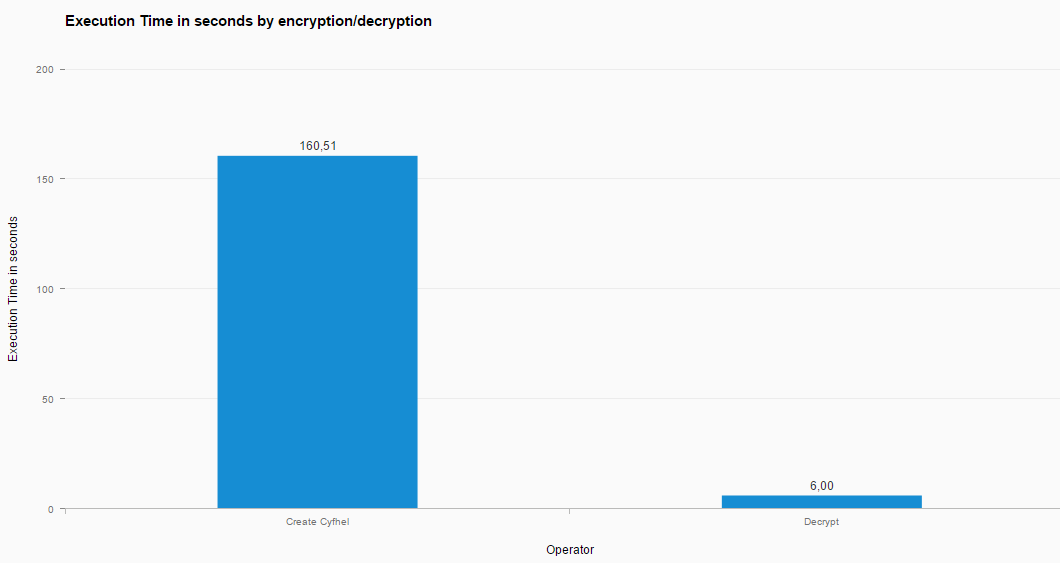 Execution Time in seconds by encryption/decryption
200
150
100
50
0
Execution Time in seconds
160,51
6,00
Create Cyfhel
Decrypt
Operator